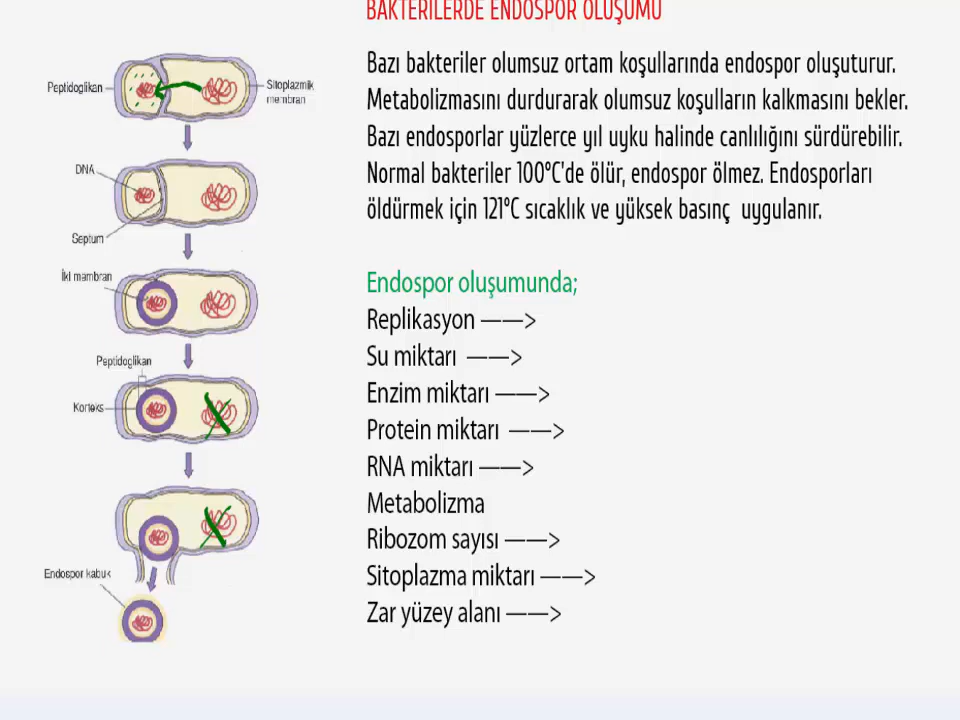 BAKTERİLERDE ENDOSPOR OLUŞUMU
Bazı bakteriler olumsuz ortam koşullarında endospor oluşuturur.
Metabolizmasını durdurarak olumsuz koşulların kalkmasını bekler.
Bazı endosporlar yüzlerce yıl uyku halinde canlılığını sürdürebilir.
Normal bakteriler 100°C'de ölür, endospor ölmez. Endosporları
öldürmek için 121°C sıcaklık ve yüksek basınç uygulanır.
Endospor oluşumunda;
Replikasyon ——>
Su miktarı ——>
Enzim miktarı ——>
Protein miktarı ——>
RNA miktarı ——>
Metabolizma
Ribozom sayısı ——>
Sitoplazma miktarı ——>
Zar yüzey alanı ——>
Peptidoglikan
Sitoplazmik
membran
DNA
Septum
İki membran
Peptidoglikan
Korteks
Endospor kabuk